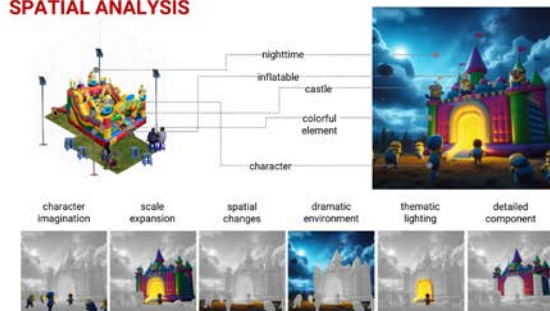 SPATIAL ANALYSIS
nighttime
inflatable
castle
colorful
element
character
character
imagination
scale
expansion
spatial
changes
dramatic
environment
thematic
lighting
detailed
component